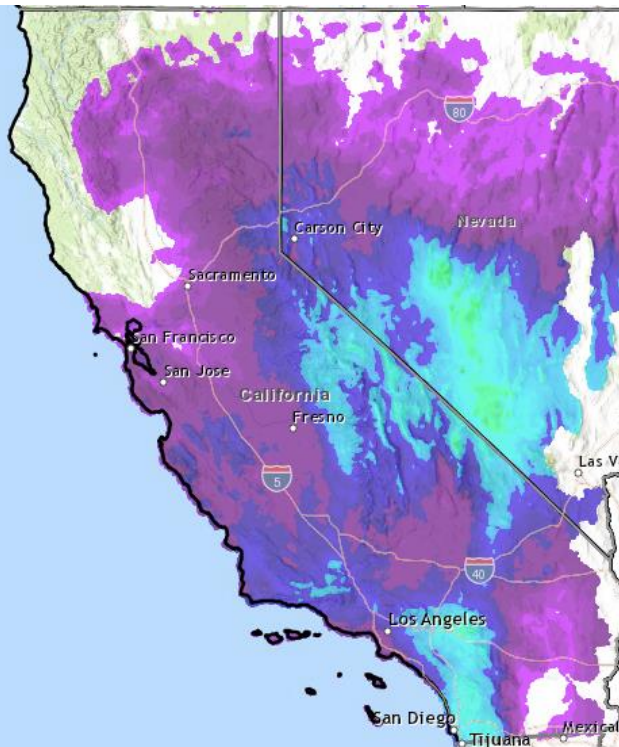 80
Nevada
Carson City
Sacramento
San Francisco
San Jose
California
Fresno
5
Las V
40
Los Angeles
San Diego
Tijuana
Mexical